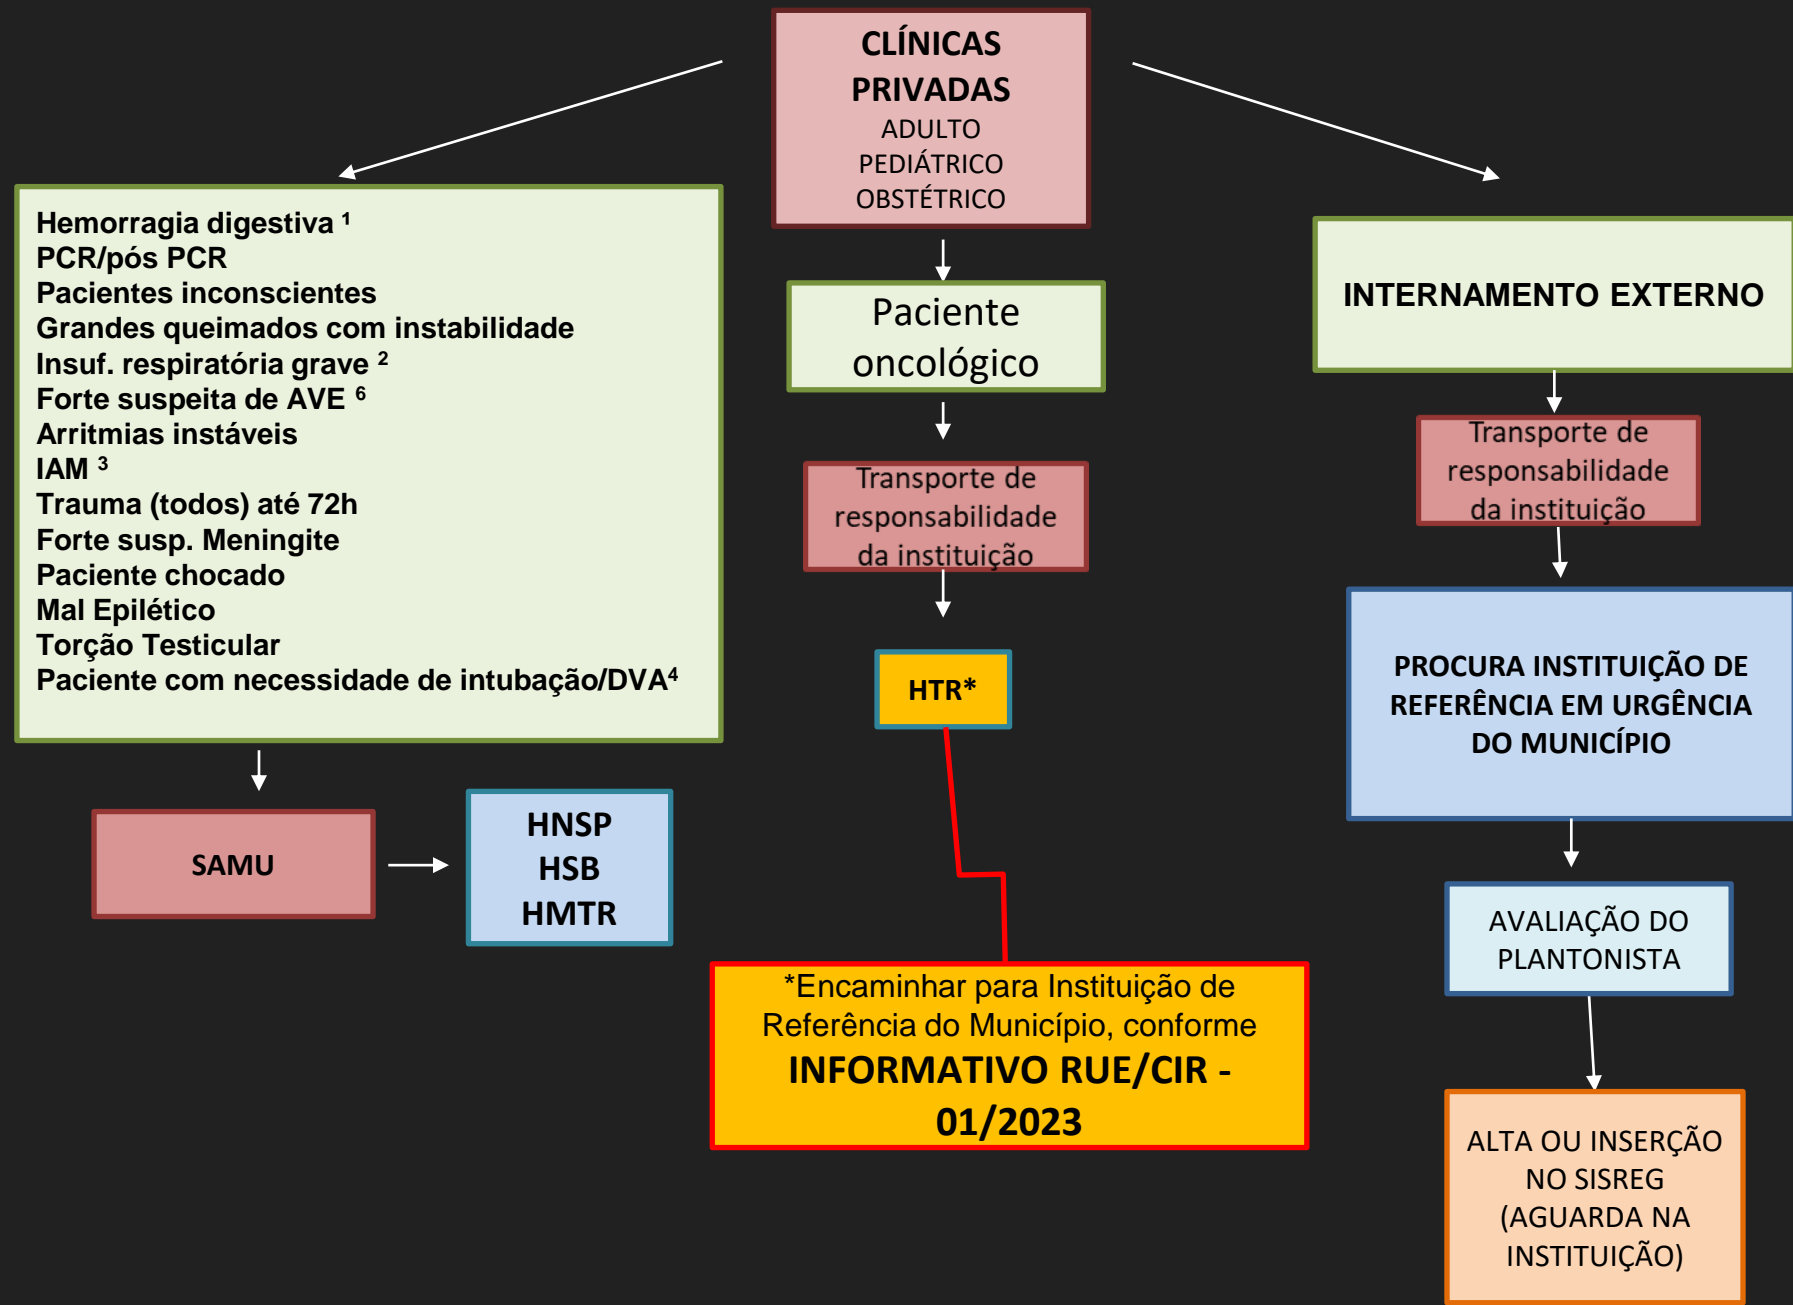 CLÍNICAS
PRIVADAS
ADULTO
PEDIÁTRICO
OBSTÉTRICO
Hemorragia digestiva ¹
PCR/pós PCR
Pacientes inconscientes
Grandes queimados com instabilidade
Insuf. respiratória grave ²
Forte suspeita de AVE ⁶
Arritmias instáveis
IAM ³
Trauma (todos) até 72h
Forte susp. Meningite
Paciente chocado
Mal Epilético
Torção Testicular
Paciente com necessidade de intubação/DVA⁴
SAMU
HNSP
HSB
HMTR
Paciente
oncológico
Transporte de
responsabilidade
da instituição
HTR*
*Encaminhar para Instituição de
Referência do Município, conforme
INFORMATIVO RUE/CIR -
01/2023
INTERNAMENTO EXTERNO
Transporte de
responsabilidade
da instituição
PROCURA INSTITUIÇÃO DE
REFERÊNCIA EM URGÊNCIA
DO MUNICÍPIO
AVALIAÇÃO DO
PLANTONISTA
ALTA OU INSERÇÃO
NO SISREG
(AGUARDA NA
INSTITUIÇÃO)